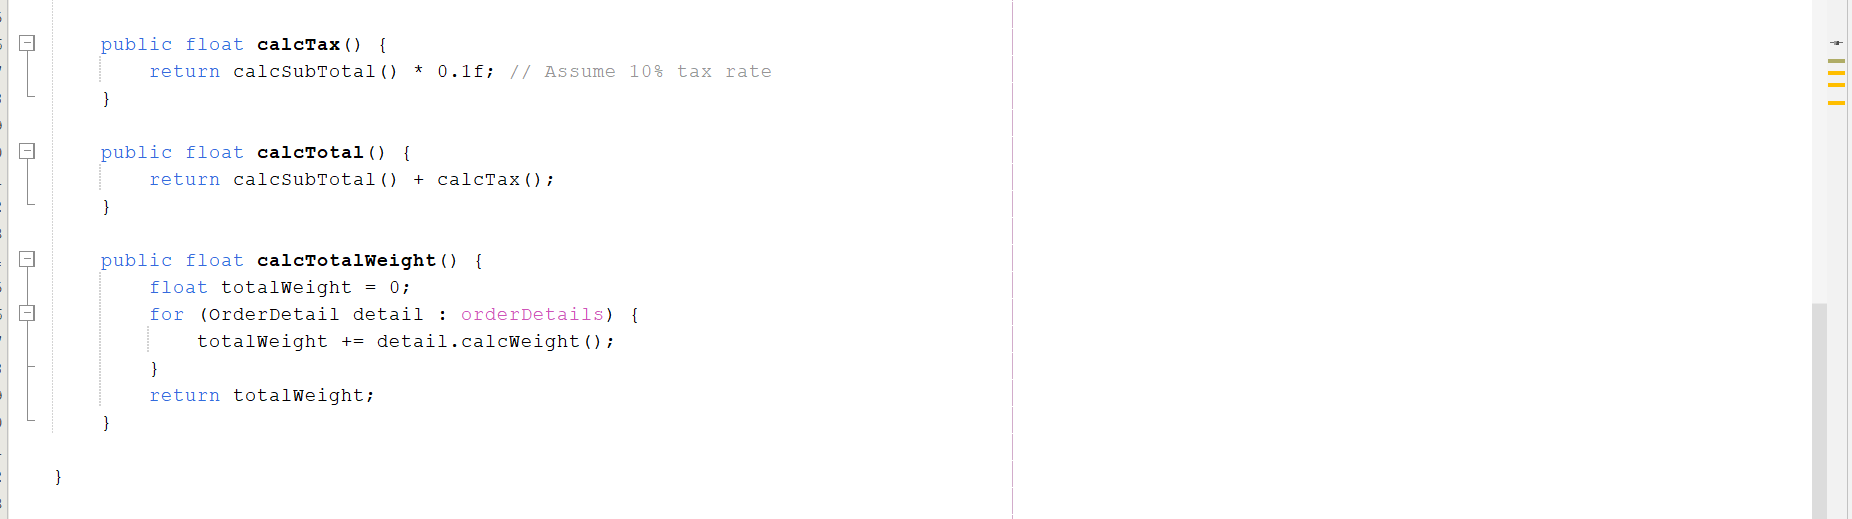 public float calcTax() {
return calcSubTotal() * 0.1f; // Assume 10% tax rate
}
public float calcTotal() {
return calcSubTotal() + calcTax();
}
public float calcTotalWeight() {
float totalWeight = 0;
for (OrderDetail detail : orderDetails) {
totalWeight += detail.calcWeight();
}
return totalWeight;
}
}